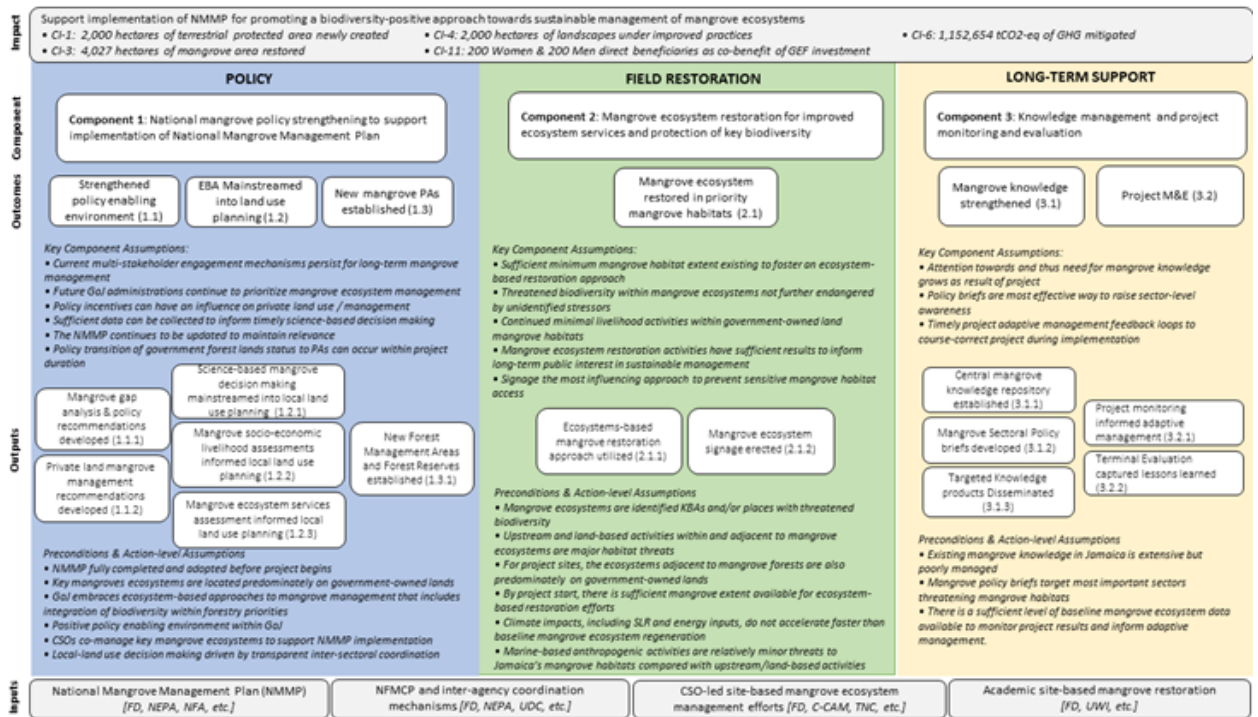 Impact
Support implementation of NMMP for promoting a biodiversity-positive approach towards sustainable management of mangrove ecosystems
• CI-1: 2,000 hectares of terrestrial protected area newly created
• CI-4: 2,000 hectares of landscapes under improved practices
• CI-6: 1,152,654 tCO2-eq of GHG mitigated
• CI-3: 4,027 hectares of mangrove area restored
• CI-11: 200 Women & 200 Men direct beneficiaries as co-benefit of GEF investment
POLICY
FIELD RESTORATION
LONG-TERM SUPPORT
Component
Component 1: National mangrove policy strengthening to support
implementation of National Mangrove Management Plan
Component 2: Mangrove ecosystem restoration for improved
ecosystem services and protection of key biodiversity
Component 3: Knowledge management and project
monitoring and evaluation
Outcomes
Strengthened
policy enabling
environment (1.1)
EBA Mainstreamed
into land use
planning (1.2)
New mangrove PAs
established (1.3)
Mangrove ecosystem
restored in priority
mangrove habitats (2.1)
Mangrove knowledge
strengthened (3.1)
Project M&E (3.2)
Key Component Assumptions:
• Current multi-stakeholder engagement mechanisms persist for long-term mangrove
management
• Future GoJ administrations continue to prioritize mangrove ecosystem management
• Policy incentives can have an influence on private land use / management
• Sufficient data can be collected to inform timely science-based decision making
• The NMMP continues to be updated to maintain relevance
• Policy transition of government forest lands status to PAs can occur within project
duration
Key Component Assumptions:
• Sufficient minimum mangrove habitat extent existing to foster an ecosystem-
based restoration approach
• Threatened biodiversity within mangrove ecosystems not further endangered
by unidentified stressors
• Continued minimal livelihood activities within government-owned land
mangrove habitats
• Mangrove ecosystem restoration activities have sufficient results to inform
long-term public interest in sustainable management
• Signage the most influencing approach to prevent sensitive mangrove habitat
access
Key Component Assumptions:
• Attention towards and thus need for mangrove knowledge
grows as result of project
• Policy briefs are most effective way to raise sector-level
awareness
• Timely project adaptive management feedback loops to
course-correct project during implementation
Outputs
Mangrove gap
analysis & policy
recommendations
developed (1.1.1)
Private land mangrove
management
recommendations
developed (1.1.2)
Science-based mangrove
decision making
mainstreamed into local land
use planning (1.2.1)
Mangrove socio-economic
livelihood assessments
informed local land use
planning (1.2.2)
Mangrove ecosystem services
assessment informed local
land use planning (1.2.3)
New Forest
Management Areas
and Forest Reserves
established (1.3.1)
Ecosystems-based
mangrove restoration
approach utilized (2.1.1)
Mangrove ecosystem
signage erected (2.1.2)
Central mangrove
knowledge repository
established (3.1.1)
Mangrove Sectoral Policy
briefs developed (3.1.2)
Targeted Knowledge
products Disseminated
(3.1.3)
Project monitoring
informed adaptive
management (3.2.1)
Terminal Evaluation
captured lessons learned
(3.2.2)
Preconditions & Action-level Assumptions
• NMMP fully completed and adopted before project begins
• Key mangroves ecosystems are located predominately on government-owned lands
• GoJ embraces ecosystem-based approaches to mangrove management that includes
integration of biodiversity within forestry priorities
• Positive policy enabling environment within GoJ
• CSOs co-manage key mangrove ecosystems to support NMMP implementation
• Local-land use decision making driven by transparent inter-sectoral coordination
Preconditions & Action-level Assumptions
• Mangrove ecosystems are identified KBAs and/or places with threatened
biodiversity
• Upstream and land-based activities within and adjacent to mangrove
ecosystems are major habitat threats
• For project sites, the ecosystems adjacent to mangrove forests are also
predominately on government-owned lands
• By project start, there is sufficient mangrove extent available for ecosystem-
based restoration efforts
• Climate impacts, including SLR and energy inputs, do not accelerate faster than
baseline mangrove ecosystem regeneration
• Marine-based anthropogenic activities are relatively minor threats to
Jamaica's mangrove habitats compared with upstream/land-based activities
Preconditions & Action-level Assumptions
• Existing mangrove knowledge in Jamaica is extensive but
poorly managed
• Mangrove policy briefs target most important sectors
threatening mangrove habitats
• There is a sufficient level of baseline mangrove ecosystem data
available to monitor project results and inform adaptive
management.
Inputs
National Mangrove Management Plan (NMMP)
[FD, NEPA, NFA, etc.]
NFMCP and inter-agency coordination
mechanisms [FD, NEPA, UDC, etc.]
CSO-led site-based mangrove ecosystem
management efforts [FD, C-CAM, TNC, etc.]
Academic site-based mangrove restoration
[FD, UWI, etc.]